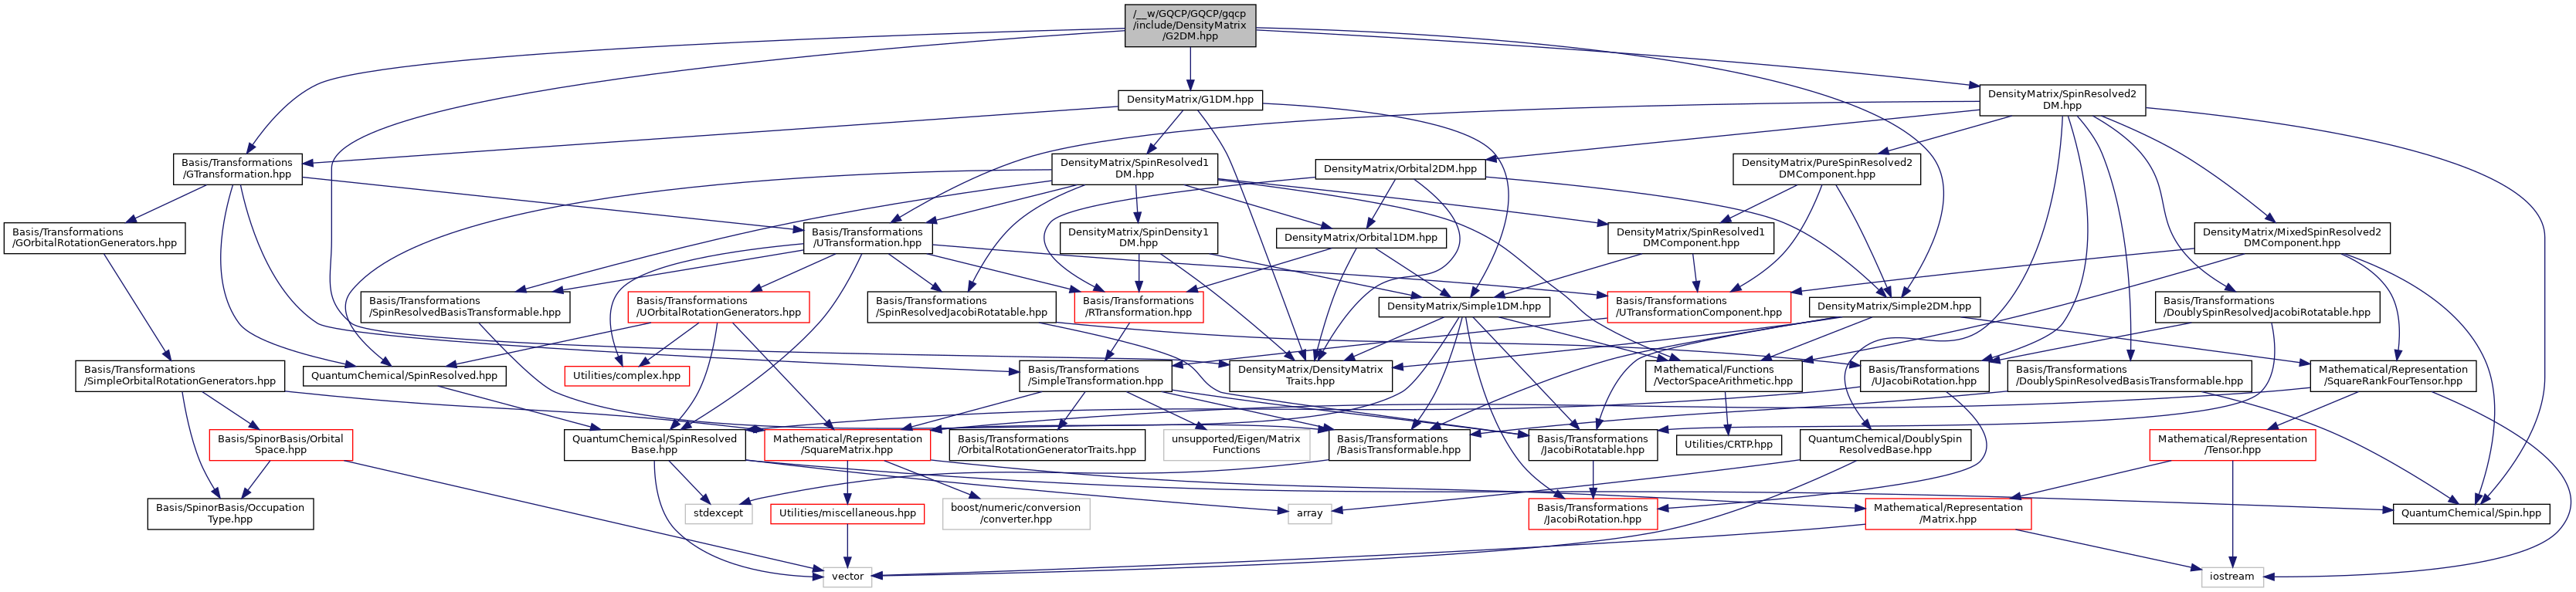 /__w/GQCP/GQCP/gqcp
/include/DensityMatrix
/G2DM.hpp
DensityMatrix/G1DM.hpp
DensityMatrix/SpinResolved2
DM.hpp
Basis/Transformations
/GTransformation.hpp
DensityMatrix/SpinResolved1
DM.hpp
DensityMatrix/Orbital2DM.hpp
DensityMatrix/PureSpinResolved2
DMComponent.hpp
Basis/Transformations
/GOrbitalRotationGenerators.hpp
Basis/Transformations
/UTransformation.hpp
DensityMatrix/SpinDensity1
DM.hpp
DensityMatrix/Orbital1DM.hpp
DensityMatrix/SpinResolved1
DMComponent.hpp
DensityMatrix/MixedSpinResolved2
DMComponent.hpp
Basis/Transformations
/SpinResolvedBasisTransformable.hpp
Basis/Transformations
/UOrbitalRotationGenerators.hpp
Basis/Transformations
/SpinResolvedJacobiRotatable.hpp
Basis/Transformations
/RTransformation.hpp
DensityMatrix/Simple1DM.hpp
Basis/Transformations
/UTransformationComponent.hpp
DensityMatrix/Simple2DM.hpp
Basis/Transformations
/DoublySpinResolvedJacobiRotatable.hpp
Basis/Transformations
/SimpleOrbitalRotationGenerators.hpp
QuantumChemical/SpinResolved.hpp
Utilities/complex.hpp
Basis/Transformations
/SimpleTransformation.hpp
DensityMatrix/DensityMatrix
Traits.hpp
Mathematical/Functions
/VectorSpaceArithmetic.hpp
Basis/Transformations
/UJacobiRotation.hpp
Basis/Transformations
/DoublySpinResolvedBasisTransformable.hpp
Mathematical/Representation
/SquareRankFourTensor.hpp
Basis/SpinorBasis/Orbital
Space.hpp
QuantumChemical/SpinResolved
Base.hpp
Mathematical/Representation
/SquareMatrix.hpp
Basis/Transformations
/OrbitalRotationGeneratorTraits.hpp
unsupported/Eigen/Matrix
Functions
Basis/Transformations
/BasisTransformable.hpp
Basis/Transformations
/JacobiRotatable.hpp
Utilities/CRTP.hpp
QuantumChemical/DoublySpin
ResolvedBase.hpp
Mathematical/Representation
/Tensor.hpp
Basis/SpinorBasis/Occupation
Type.hpp
stdexcept
Utilities/miscellaneous.hpp
boost/numeric/conversion
/converter.hpp
array
Basis/Transformations
/JacobiRotation.hpp
Mathematical/Representation
/Matrix.hpp
QuantumChemical/Spin.hpp
vector
iostream